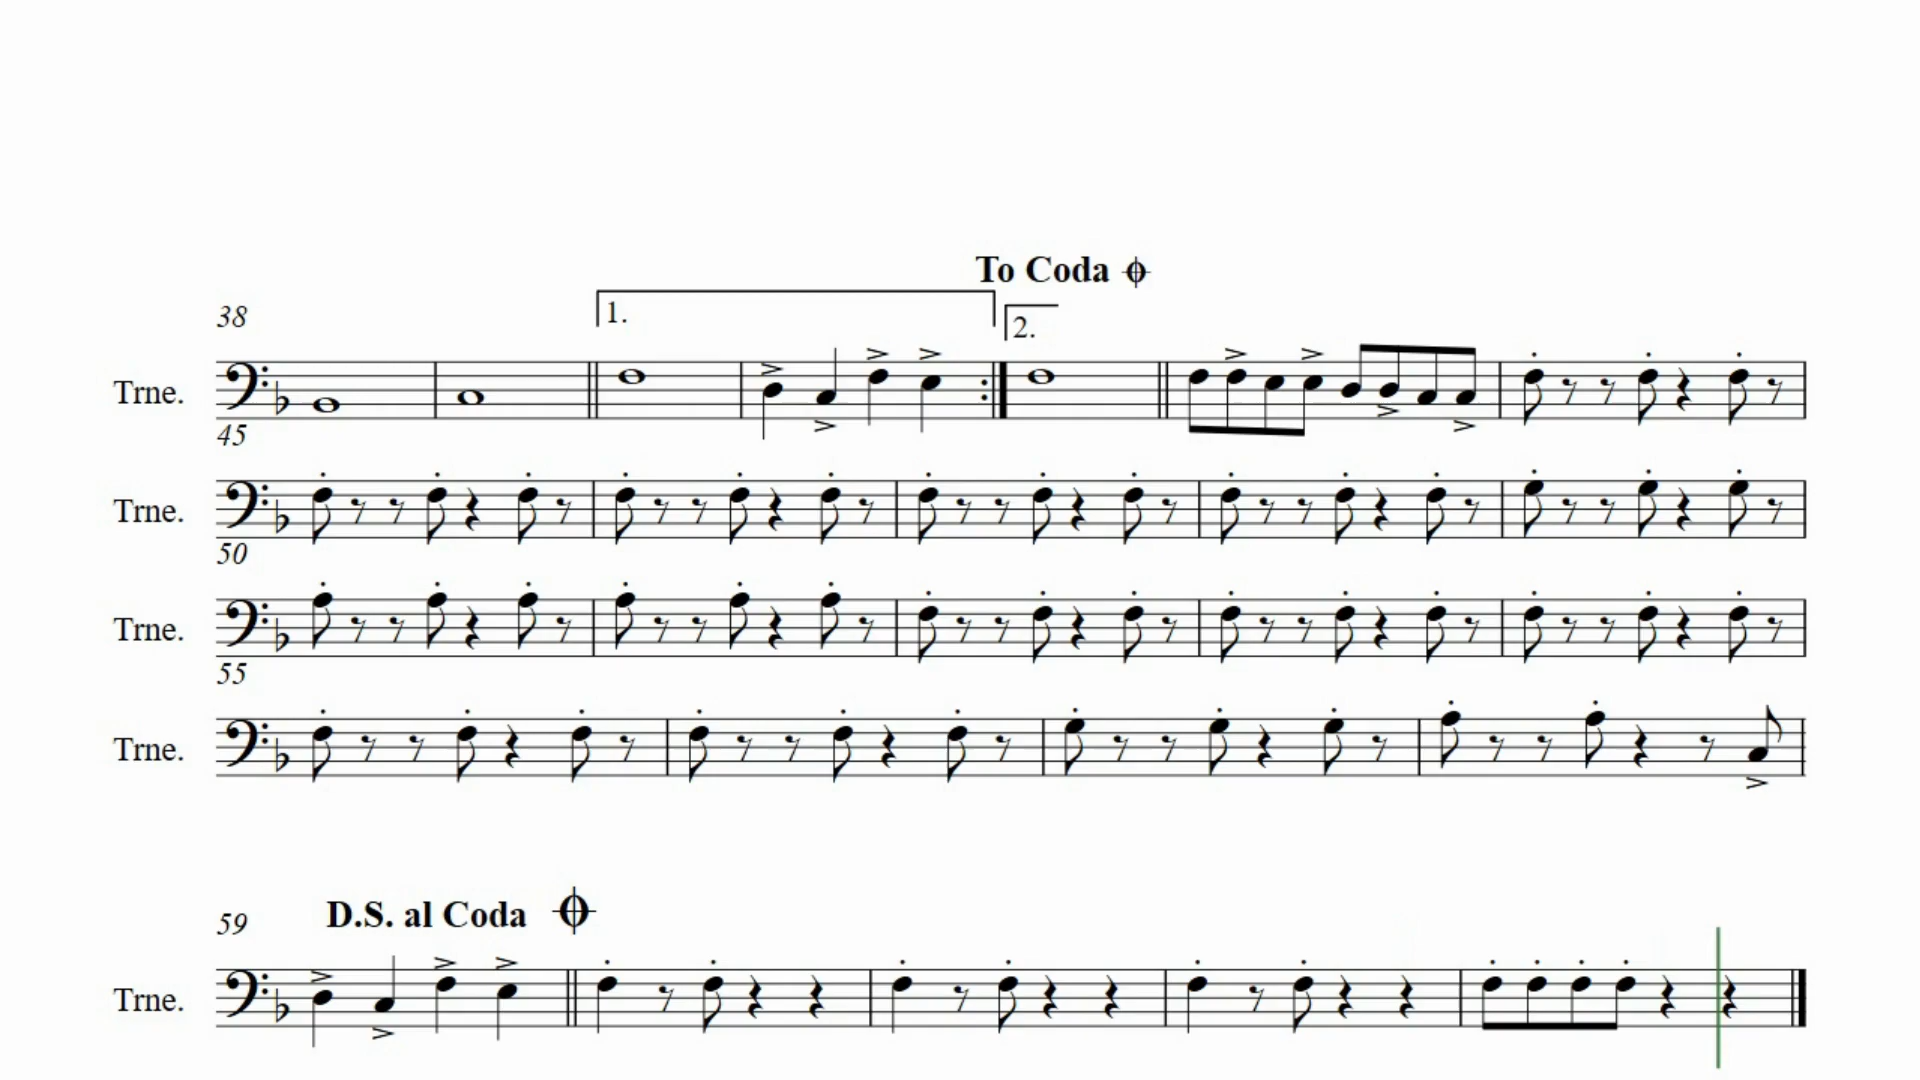 To Coda
38
1.
2.
Trne.
45
Trne.
50
Trne.
55
Trne.
59 D.S. al Coda
Trne.